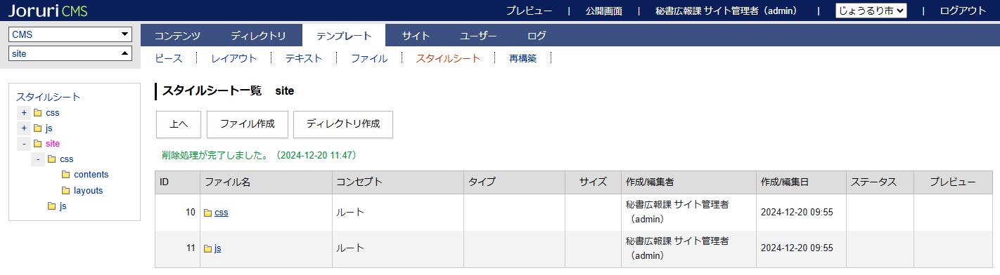 Joruri CMS
プレビュー | 公開画面 | 秘書広報課 サイト管理者（admin） | じょうるり市 | ログアウト
CMS
site
コンテンツ ディレクトリ テンプレート サイト ユーザー ログ
ピース レイアウト テキスト ファイル スタイルシート 再構築
スタイルシート
+ css
+ js
- site
- css
contents
layouts
js
スタイルシート一覧 site
上へ ファイル作成 ディレクトリ作成
削除処理が完了しました。（2024-12-20 11:47）
ID ファイル名 コンセプト タイプ サイズ 作成/編集者 作成/編集日 ステータス プレビュー
10 css ルート 秘書広報課 サイト管理者（admin） 2024-12-20 09:55
11 js ルート 秘書広報課 サイト管理者（admin） 2024-12-20 09:55